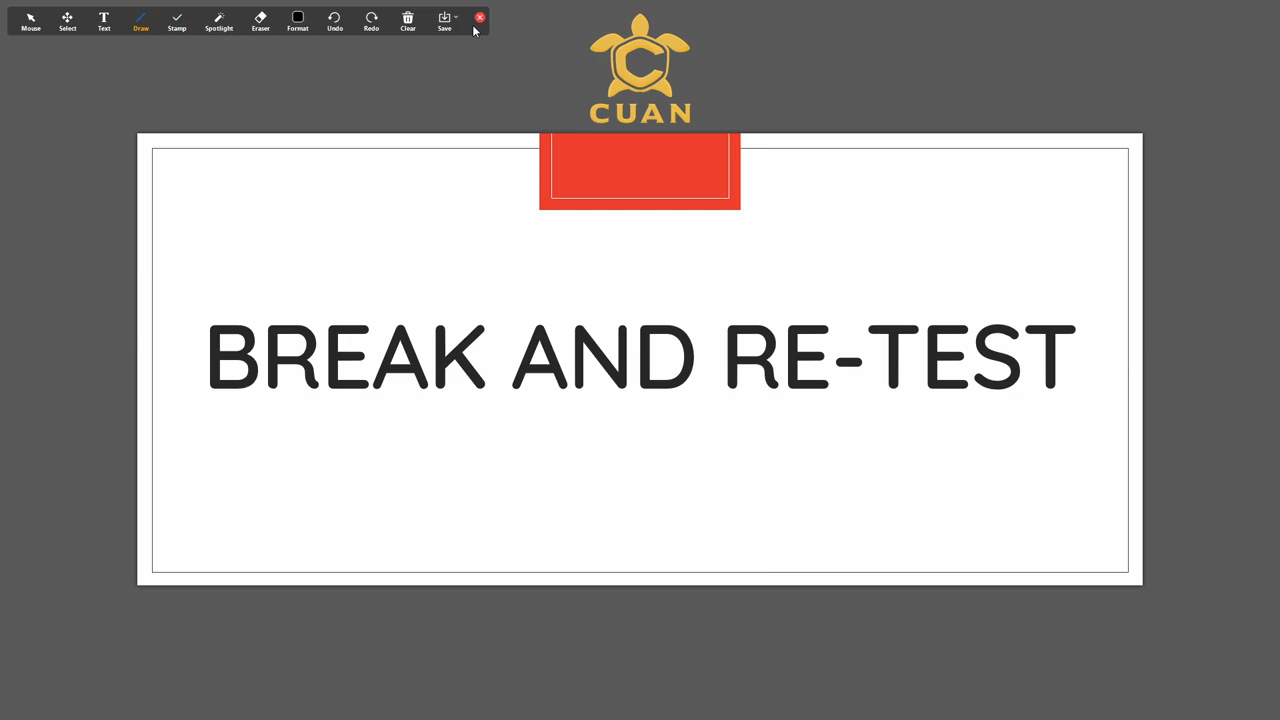 Mouse Select Text Draw Stamp Spotlight Eraser Format Undo Redo Clear Save
CUAN
BREAK AND RE-TEST